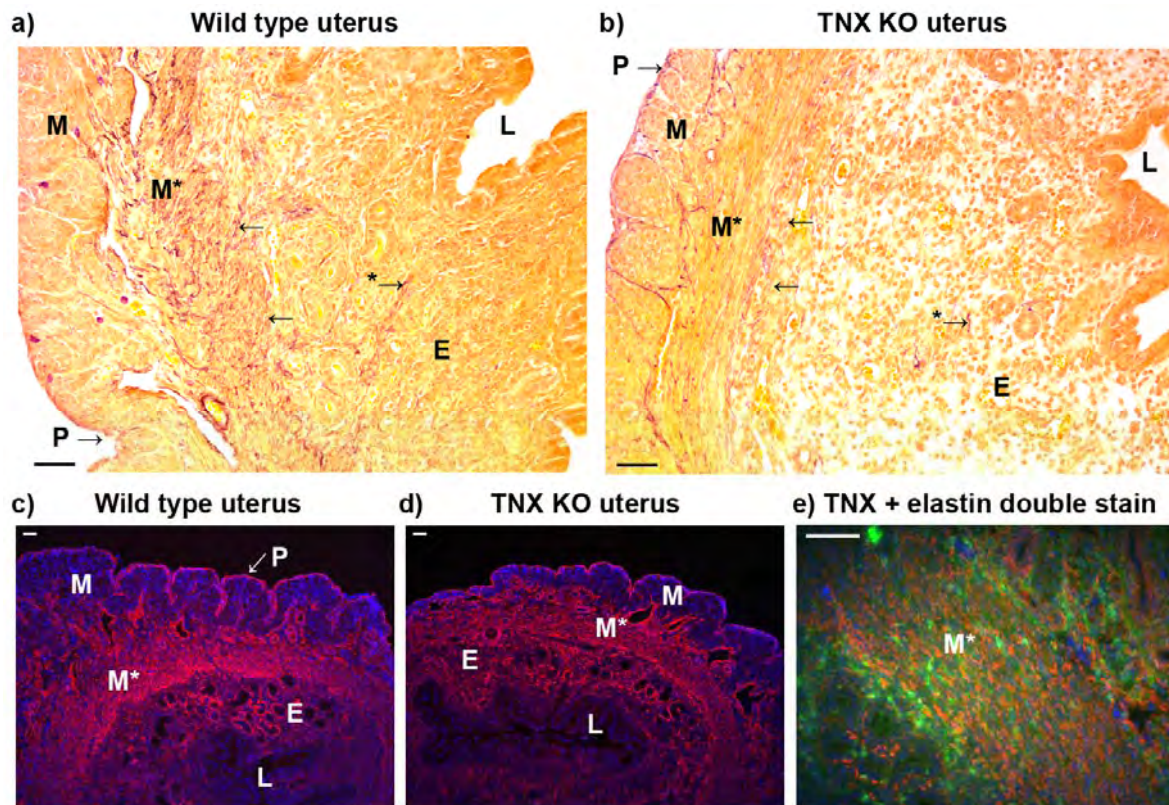 a) Wild type uterus
M
M*
L
*
E
P
b) TNX KO uterus
P
M
M*
L
*
E
c) Wild type uterus
P
M
M*
E
L
d) TNX KO uterus
M
M*
E
L
e) TNX + elastin double stain
M*